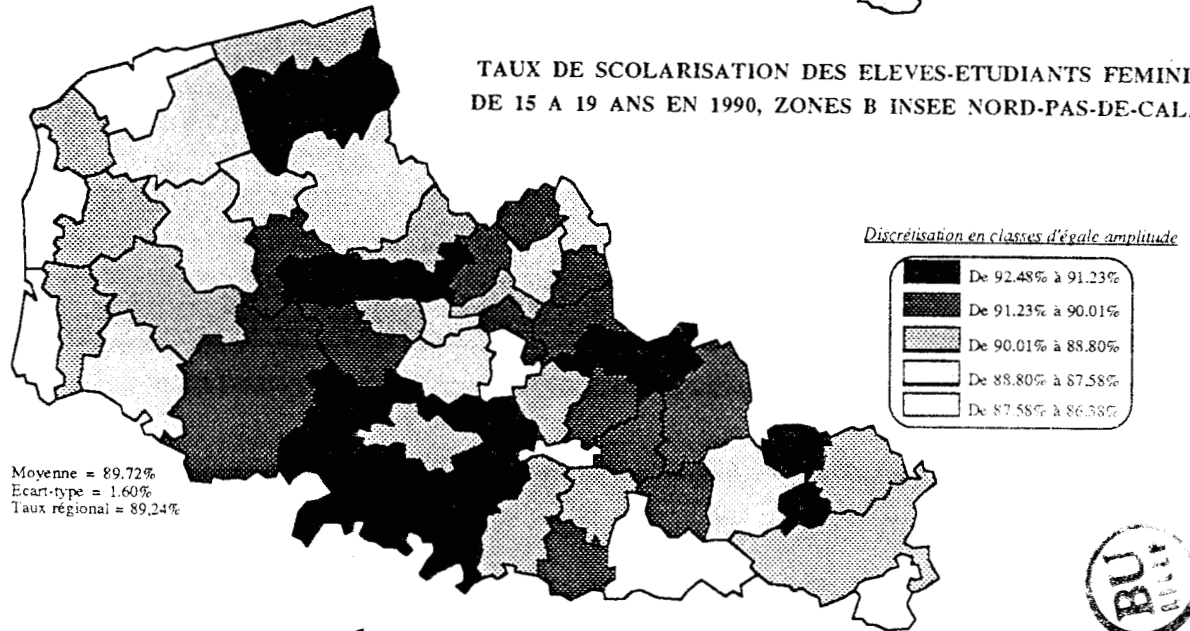 TAUX DE SCOLARISATION DES ELEVES-ETUDIANTS FEMINI
DE 15 A 19 ANS EN 1990, ZONES B INSEE NORD-PAS-DE-CAL
Discrétisation en classes d'égale amplitude
De 92.48% à 91.23%
De 91.23% à 90.01%
De 90.01% à 88.80%
De 88.80% à 87.58%
De 87.58% à 86.38%
Moyenne = 89.72%
Ecart-type = 1.60%
Taux régional = 89,24%
BU